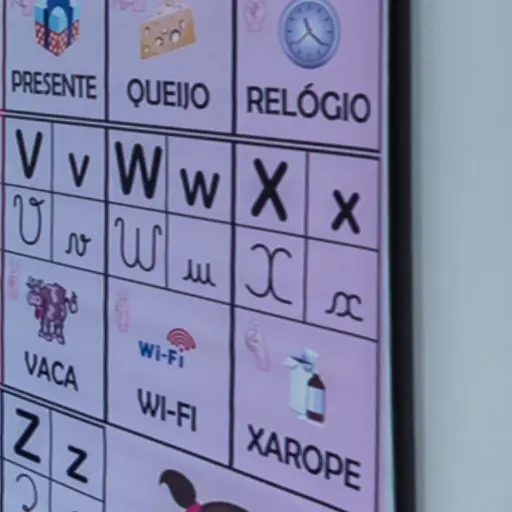 PRESENTE QUEIJO RELÓGIO
V v W w X x
V v W w X x
Wi-Fi
VACA WI-FI XAROPE
Z z